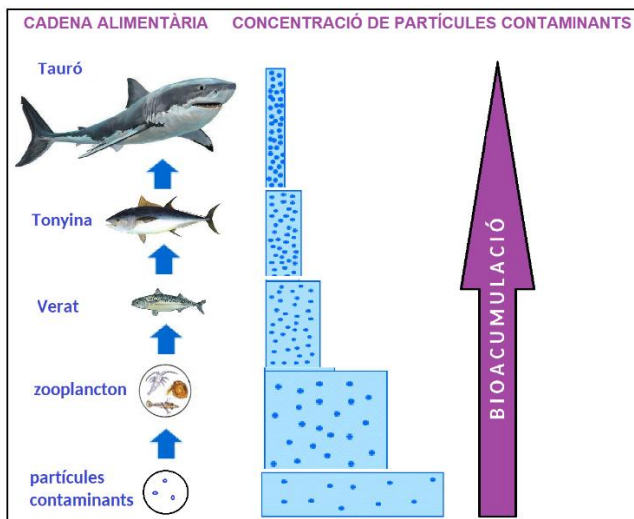 CADENA ALIMENTÀRIA
CONCENTRACIÓ DE PARTÍCULES CONTAMINANTS
Tauró
Tonyina
Verat
zooplancton
partícules
contaminants
BIOACUMULACIÓ